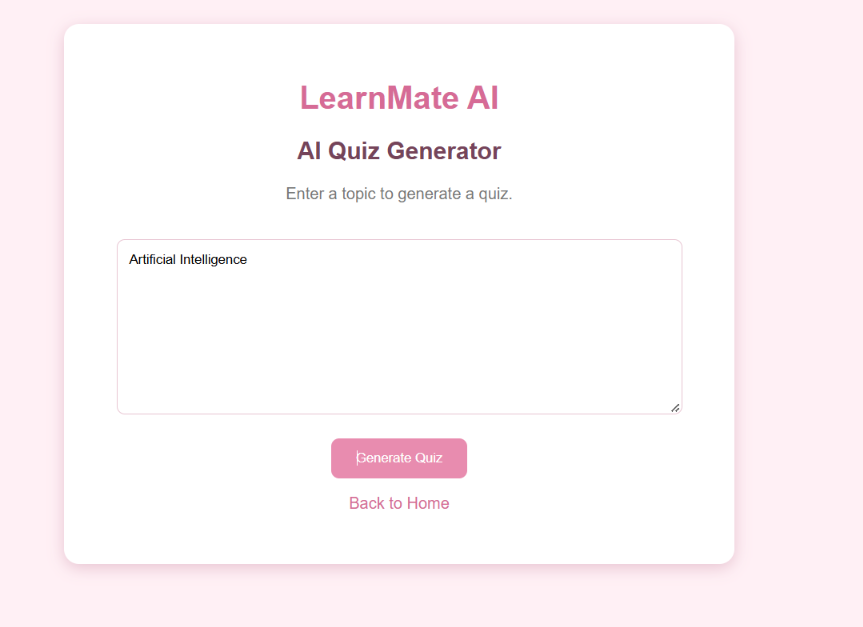 LearnMate AI
AI Quiz Generator
Enter a topic to generate a quiz.
Artificial Intelligence
Generate Quiz
Back to Home